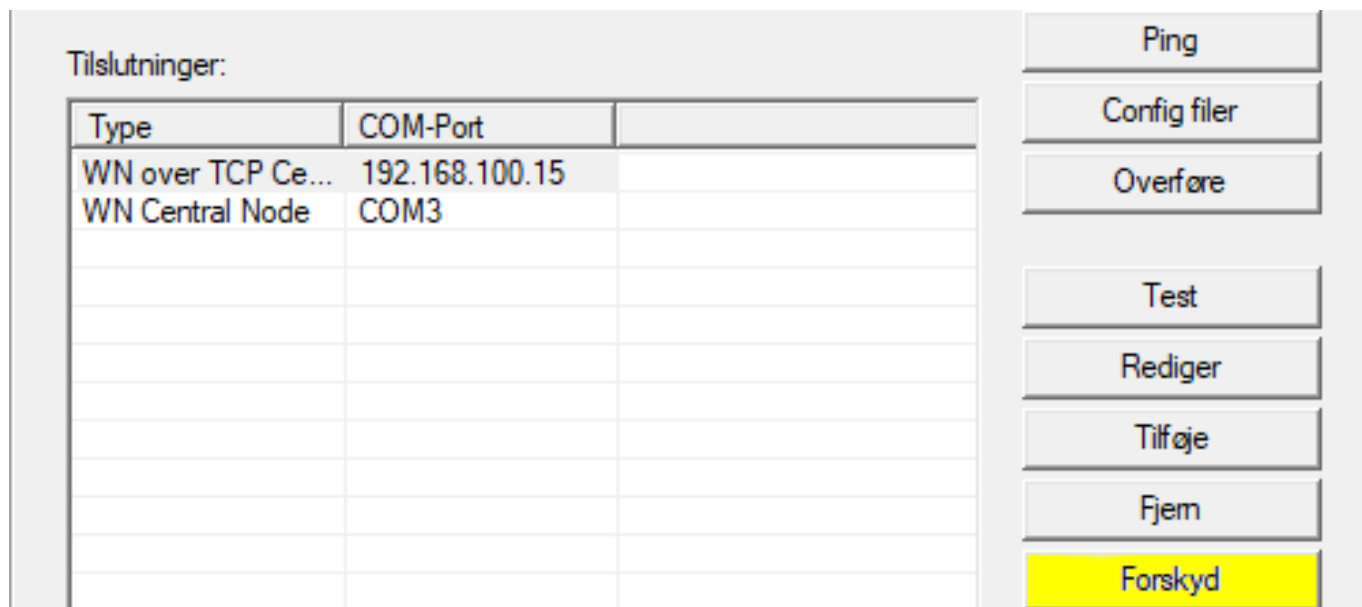 Tilslutninger:
Type COM-Port
WN over TCP Ce... 192.168.100.15
WN Central Node COM3
Ping
Config filer
Overføre
Test
Rediger
Tilføje
Fjern
Forskyd